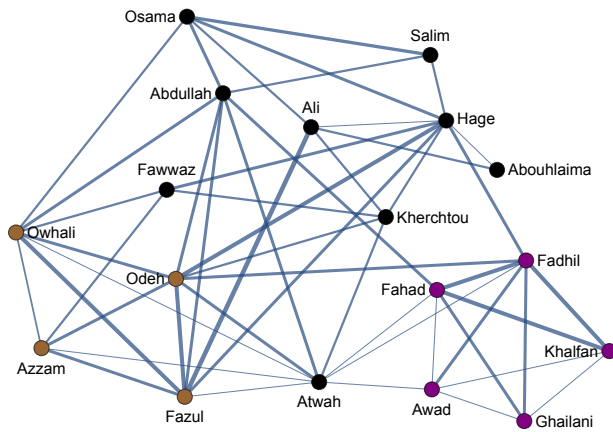 Osama
Salim
Abdullah
Ali
Hage
Abouhlaima
Fawwaz
Kherchtou
Owhali
Odeh
Fadhil
Fahad
Khalfan
Azzam
Fazul
Atwah
Awad
Ghailani